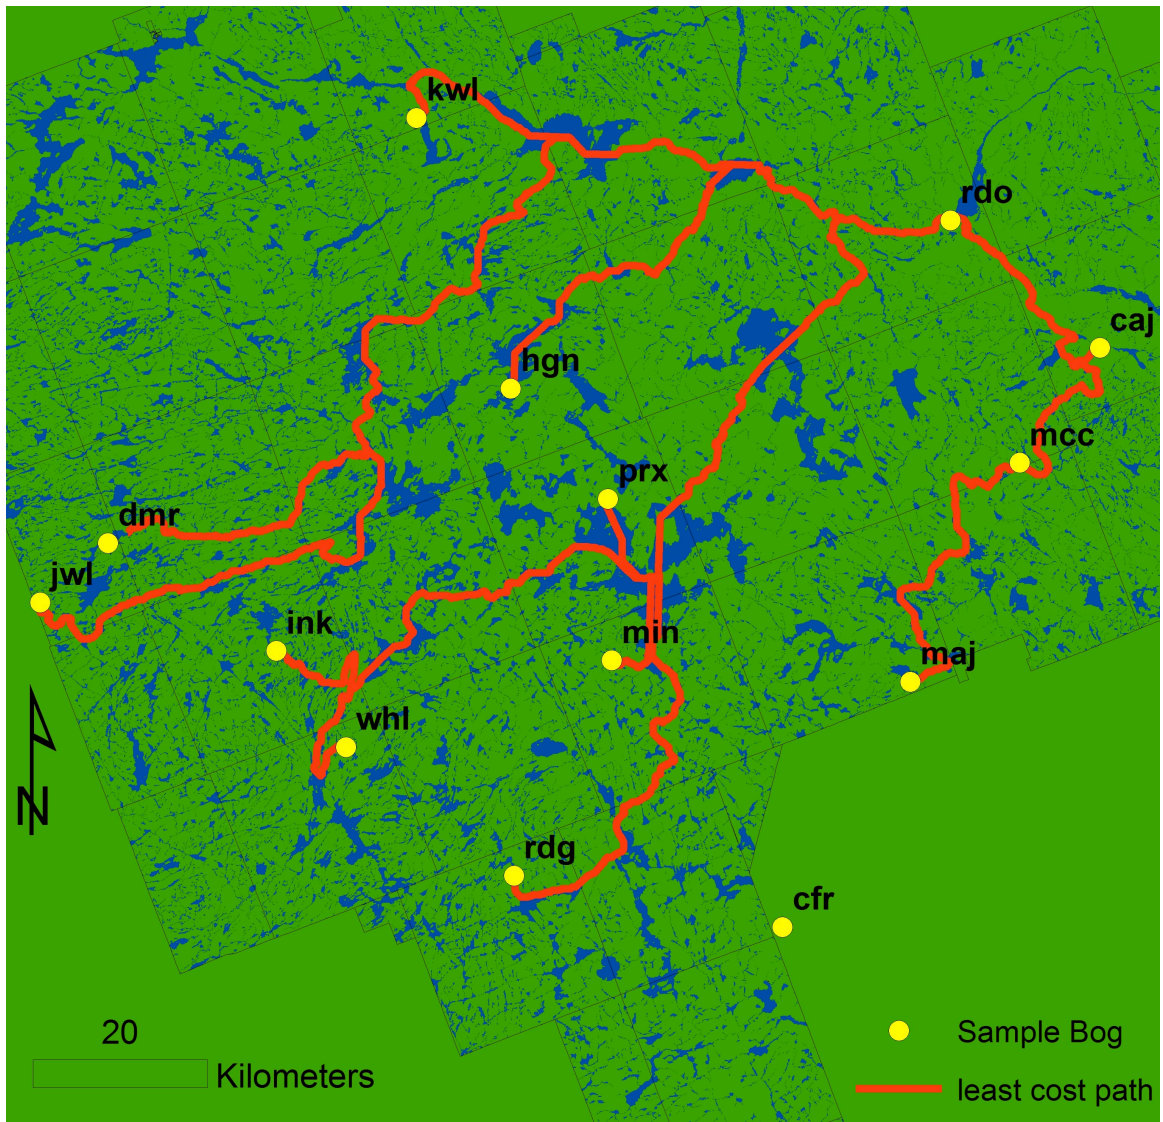 kwl
rdo
caj
hgn
mcc
prx
dmr
jwl
ink
min
maj
whl
N
rdg
cfr
20
Kilometers
Sample Bog
least cost path